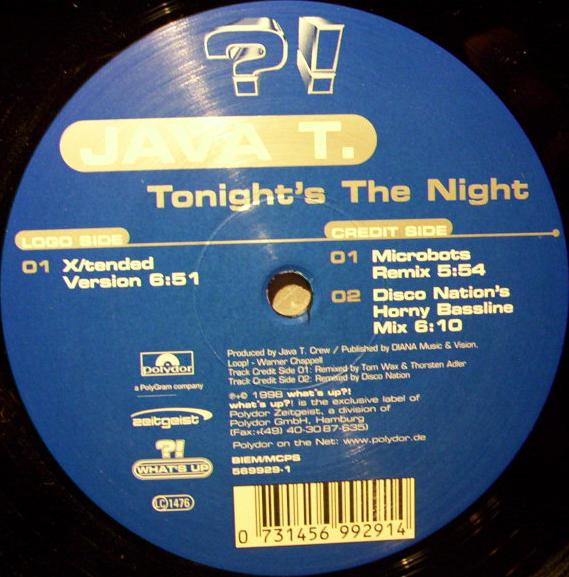 ?!
JAVA T.
Tonight's The Night
LOGO SIDE
01 X/tended
Version 6:51
CREDIT SIDE
01 Microbots
Remix 5:54
02 Disco Nation's
Horny Bassline
Mix 6:10
Polydor
a PolyGram company
zeitgeist
?!
WHAT'S UP
LC 1476
Produced by Java T. Crew / Published by DIANA Music & Vision.
Loop! - Warner Chappell
Track Credit Side 01: Remixed by Tom Wax & Thorsten Adler
Track Credit Side 02: Remixed by Disco Nation
℗+© 1998 what's up?!
what's up?! is the exclusive label of
Polydor Zeitgeist, a division of
Polydor GmbH, Hamburg
(Fax:+(49) 40-30 87-635)
Polydor on the Net: www.polydor.de
BIEM/MCPS
569929-1
0 731456 992914